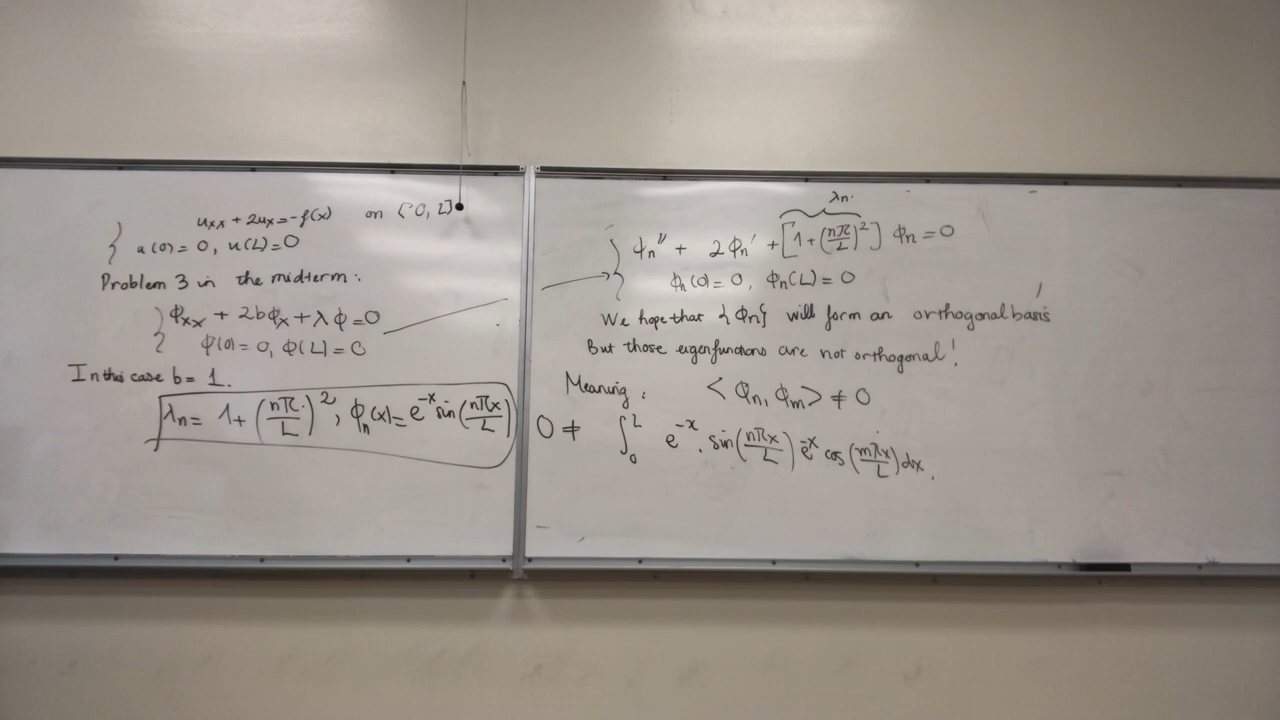 u_xx + 2u_x = -f(x) on [0, L]
u(0) = 0, u(L) = 0
Problem 3 in the midterm:
ϕ_xx + 2bϕ_x + λϕ = 0
ϕ(0) = 0, ϕ(L) = 0
In this case b = 1.
λ_n = 1 + (nπ/L)^2, ϕ_n(x) = e^{-x} sin(nπx/L)
λ_n.
ϕ_n'' + 2ϕ_n' + [1 + (nπ/L)^2] ϕ_n = 0
ϕ_n(0) = 0, ϕ_n(L) = 0
We hope that {ϕ_n} will form an orthogonal basis
But those eigenfunctions are not orthogonal!
Meaning: <ϕ_n, ϕ_m> ≠ 0
0 ≠ ∫_0^L e^{-x} . sin(nπx/L) e^{-x} cos(mπx/L) dx.